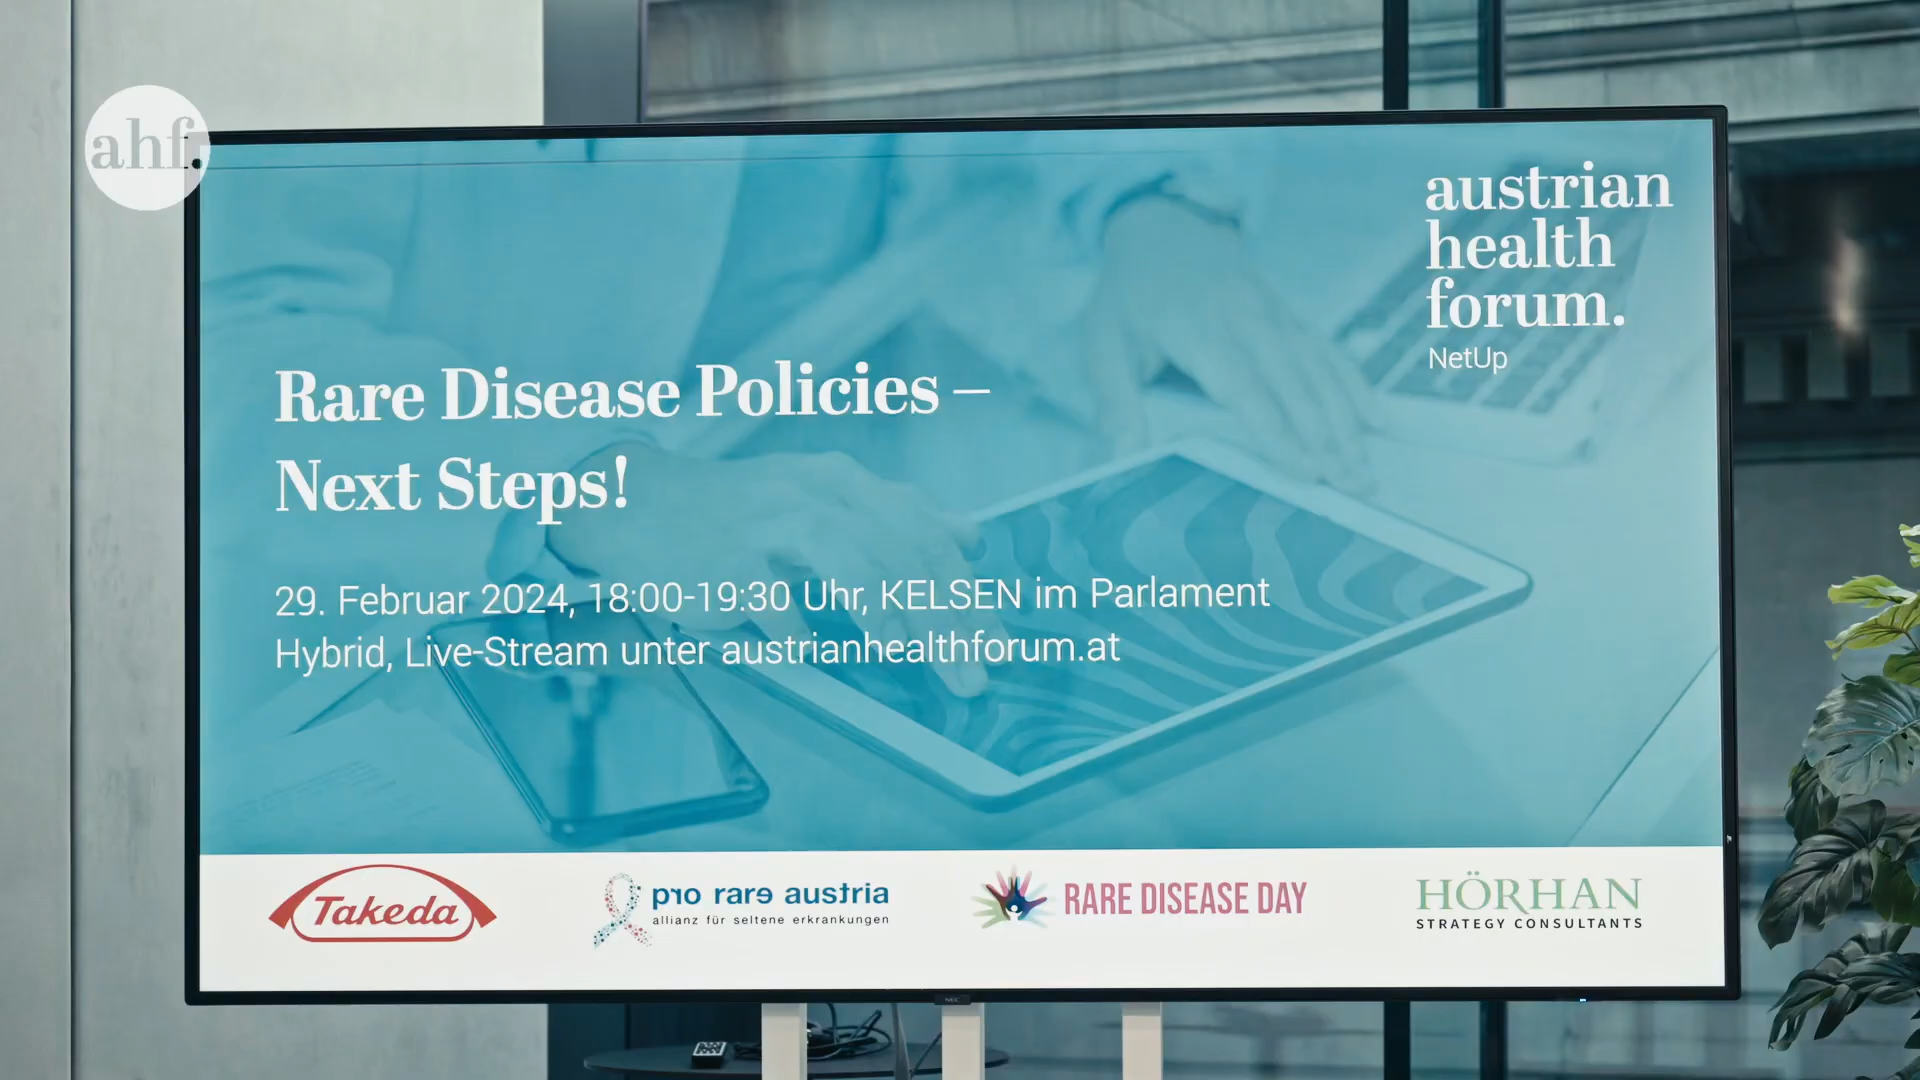 ahf.
austrian
health
forum.
NetUp
Rare Disease Policies –
Next Steps!
29. Februar 2024, 18:00-19:30 Uhr, KELSEN im Parlament
Hybrid, Live-Stream unter austrianhealthforum.at
Takeda
pro rare austria
allianz für seltene erkrankungen
RARE DISEASE DAY
HÖRHAN
STRATEGY CONSULTANTS
NEC